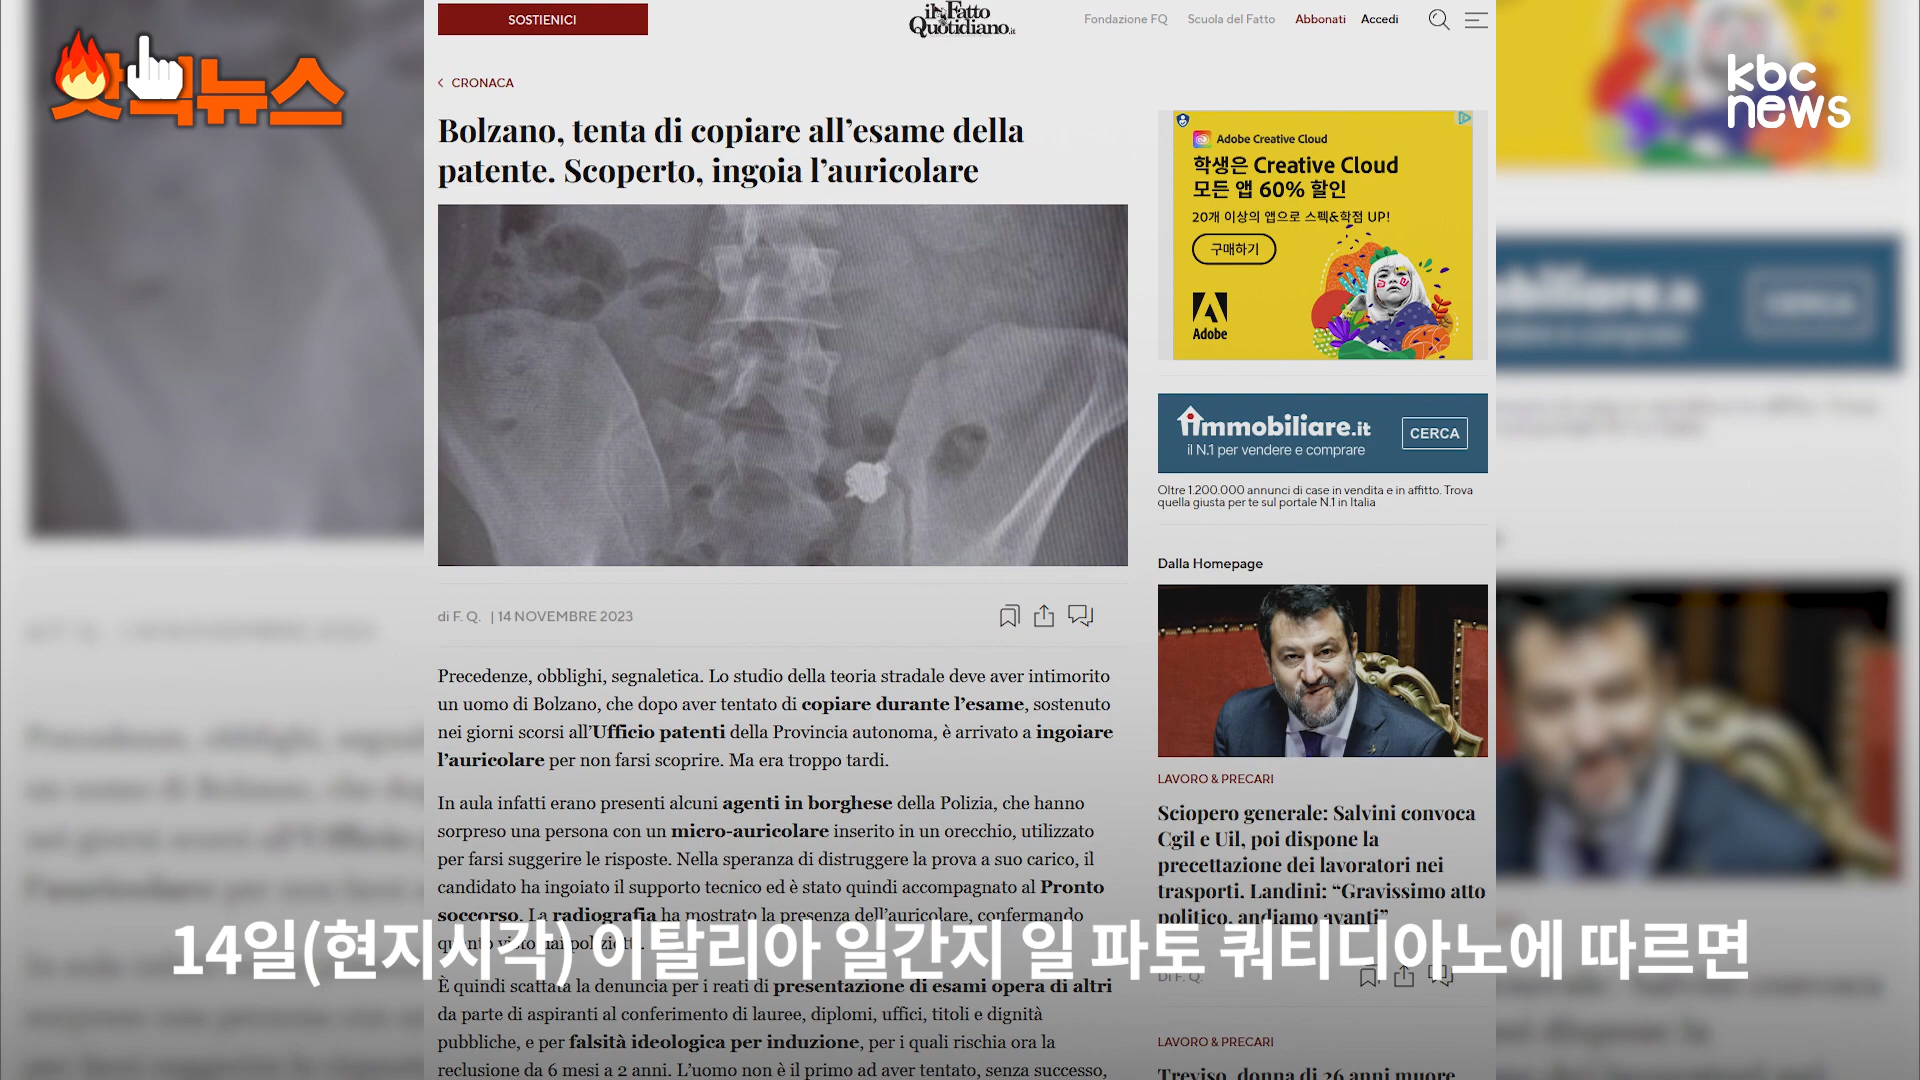 핫픽뉴스
kbc
news
SOSTIENICI
il Fatto
Quotidiano.it
Fondazione FQ
Scuola del Fatto
Abbonati
Accedi
CRONACA
Bolzano, tenta di copiare all’esame della
patente. Scoperto, ingoia l’auricolare
di F. Q. | 14 NOVEMBRE 2023
Precedenze, obblighi, segnaletica. Lo studio della teoria stradale deve aver intimorito
un uomo di Bolzano, che dopo aver tentato di copiare durante l’esame, sostenuto
nei giorni scorsi all’Ufficio patenti della Provincia autonoma, è arrivato a ingoiare
l’auricolare per non farsi scoprire. Ma era troppo tardi.
In aula infatti erano presenti alcuni agenti in borghese della Polizia, che hanno
sorpreso una persona con un micro-auricolare inserito in un orecchio, utilizzato
per farsi suggerire le risposte. Nella speranza di distruggere la prova a suo carico, il
candidato ha ingoiato il supporto tecnico ed è stato quindi accompagnato al Pronto
soccorso. La radiografia ha mostrato la presenza dell’auricolare, confermando
quanto visto dai poliziotti.
È quindi scattata la denuncia per i reati di presentazione di esami opera di altri
da parte di aspiranti al conferimento di lauree, diplomi, uffici, titoli e dignità
pubbliche, e per falsità ideologica per induzione, per i quali rischia ora la
reclusione da 6 mesi a 2 anni. L’uomo non è il primo ad aver tentato, senza successo,
Adobe Creative Cloud
학생은 Creative Cloud
모든 앱 60% 할인
20개 이상의 앱으로 스펙&학점 UP!
구매하기
Adobe
immobiliare.it
il N.1 per vendere e comprare
CERCA
Oltre 1.200.000 annunci di case in vendita e in affitto. Trova
quella giusta per te sul portale N.1 in Italia
Dalla Homepage
LAVORO & PRECARI
Sciopero generale: Salvini convoca
Cgil e Uil, poi dispone la
precettazione dei lavoratori nei
trasporti. Landini: “Gravissimo atto
politico, andiamo avanti”
DI F. Q.
LAVORO & PRECARI
Treviso, donna di 26 anni muore
14일(현지시각) 이탈리아 일간지 일 파토 쿼티디아노에 따르면